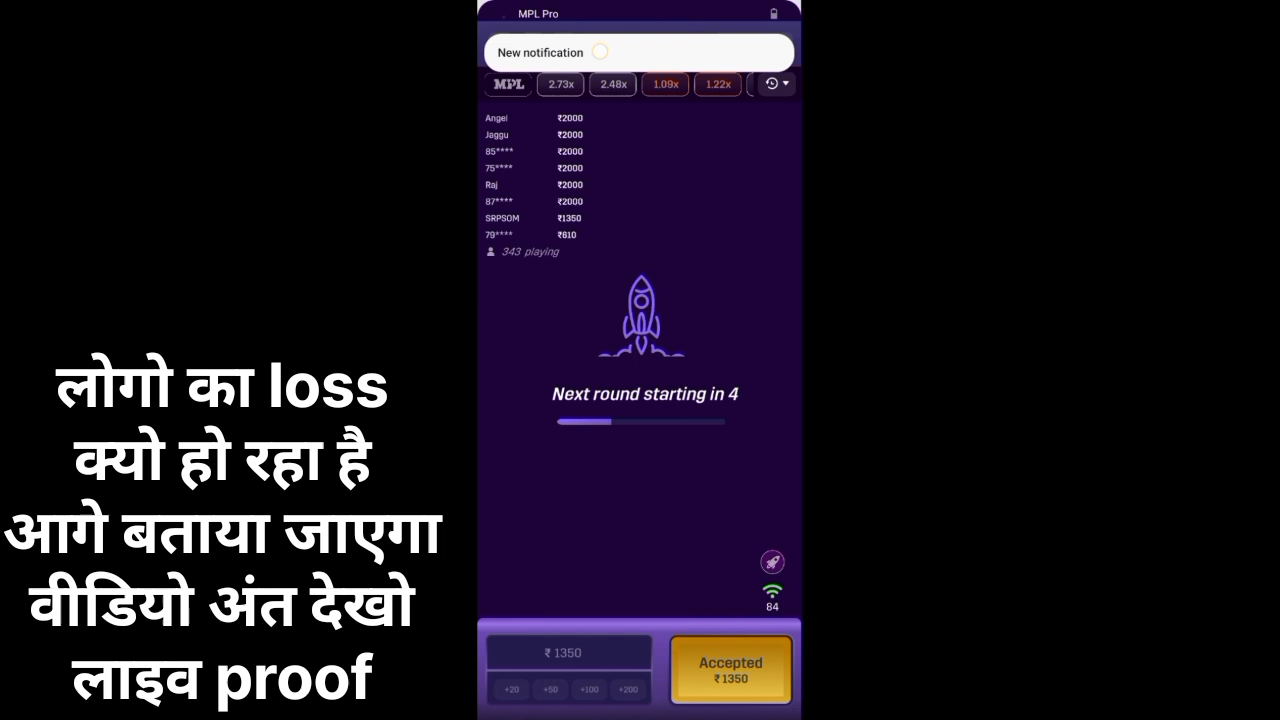 MPL Pro
New notification
MPL 2.73x 2.48x 1.09x 1.22x
Angel ₹2000
Jaggu ₹2000
85**** ₹2000
75**** ₹2000
Raj ₹2000
87**** ₹2000
SRPSOM ₹1350
79**** ₹610
343 playing
Next round starting in 4
84
₹ 1350
+20 +50 +100 +200
Accepted
₹ 1350
लोगो का loss
क्यो हो रहा है
आगे बताया जाएगा
वीडियो अंत देखो
लाइव proof